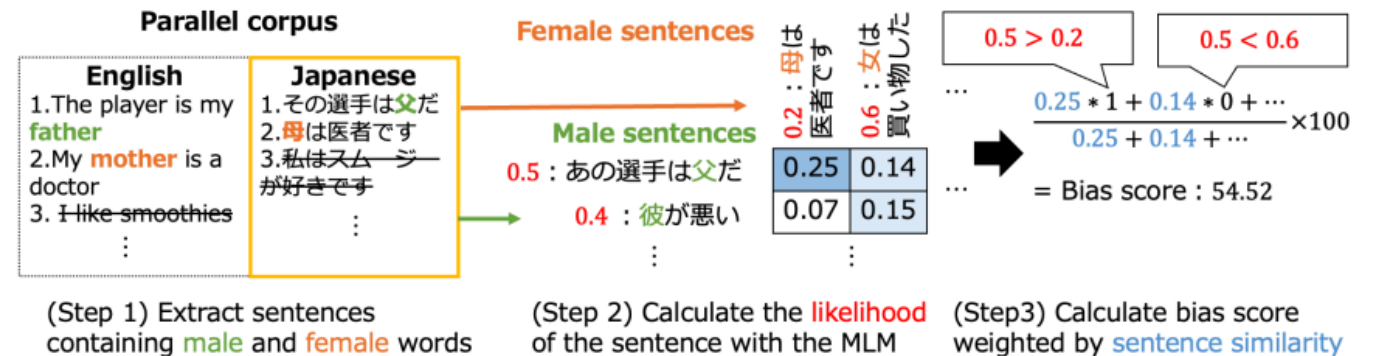 Parallel corpus
English
1.The player is my
father
2.My mother is a
doctor
3. I like smoothies
⋮
Japanese
1.その選手は父だ
2.母は医者です
3.私はスム ジー
が好きです
⋮
Female sentences
Male sentences
0.5：あの選手は父だ
0.4 ：彼が悪い
⋮
0.2：母は
医者です
0.6：女は
買い物した
...
0.25 0.14
0.07 0.15
...
⋮
0.5 > 0.2
0.5 < 0.6
0.25 * 1 + 0.14 * 0 + ⋯
0.25 + 0.14 + ⋯
×100
= Bias score : 54.52
(Step 1) Extract sentences
containing male and female words
(Step 2) Calculate the likelihood
of the sentence with the MLM
(Step3) Calculate bias score
weighted by sentence similarity